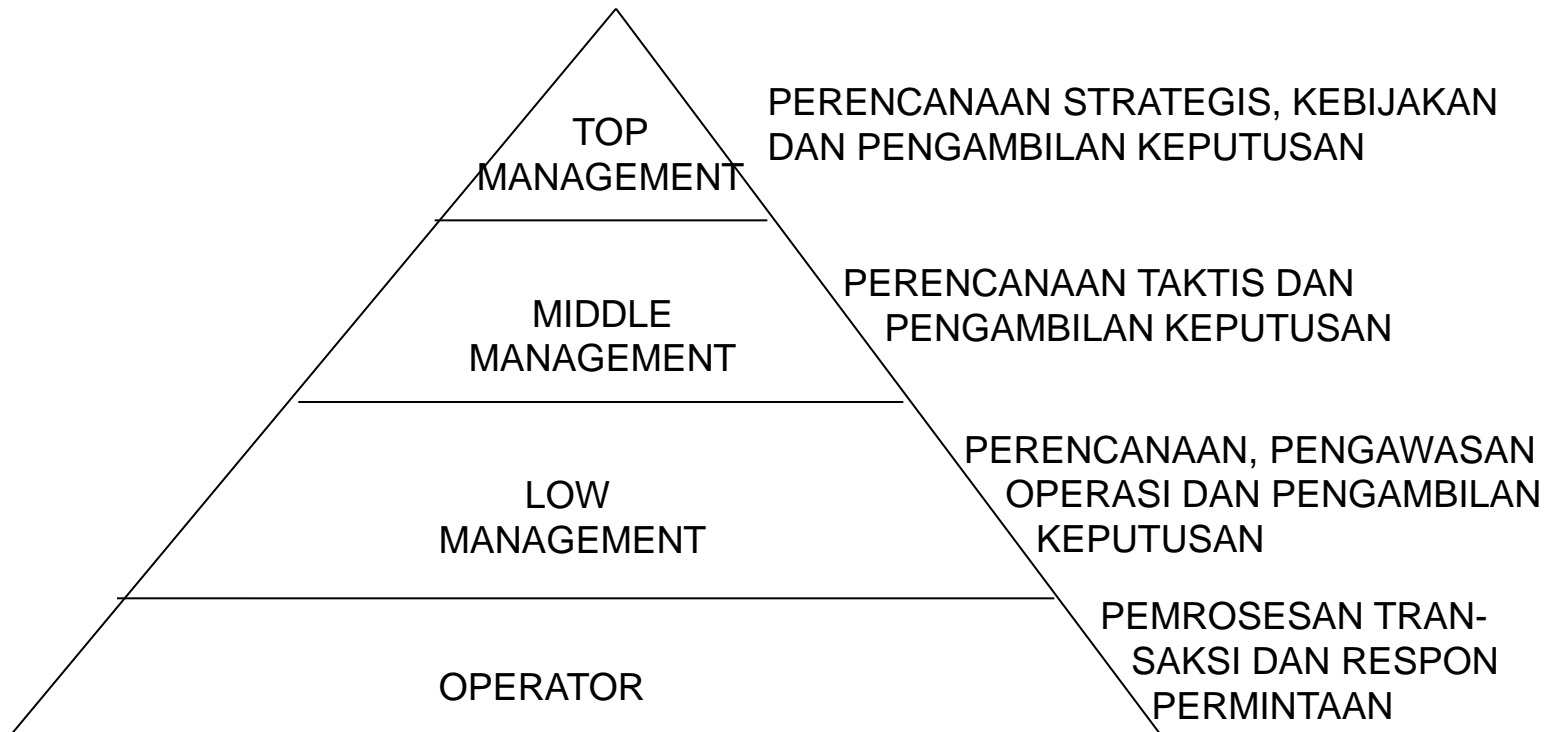 TOP
MANAGEMENT
PERENCANAAN STRATEGIS, KEBIJAKAN
DAN PENGAMBILAN KEPUTUSAN
MIDDLE
MANAGEMENT
PERENCANAAN TAKTIS DAN
PENGAMBILAN KEPUTUSAN
LOW
MANAGEMENT
PERENCANAAN, PENGAWASAN
OPERASI DAN PENGAMBILAN
KEPUTUSAN
OPERATOR
PEMROSESAN TRAN-
SAKSI DAN RESPON
PERMINTAAN